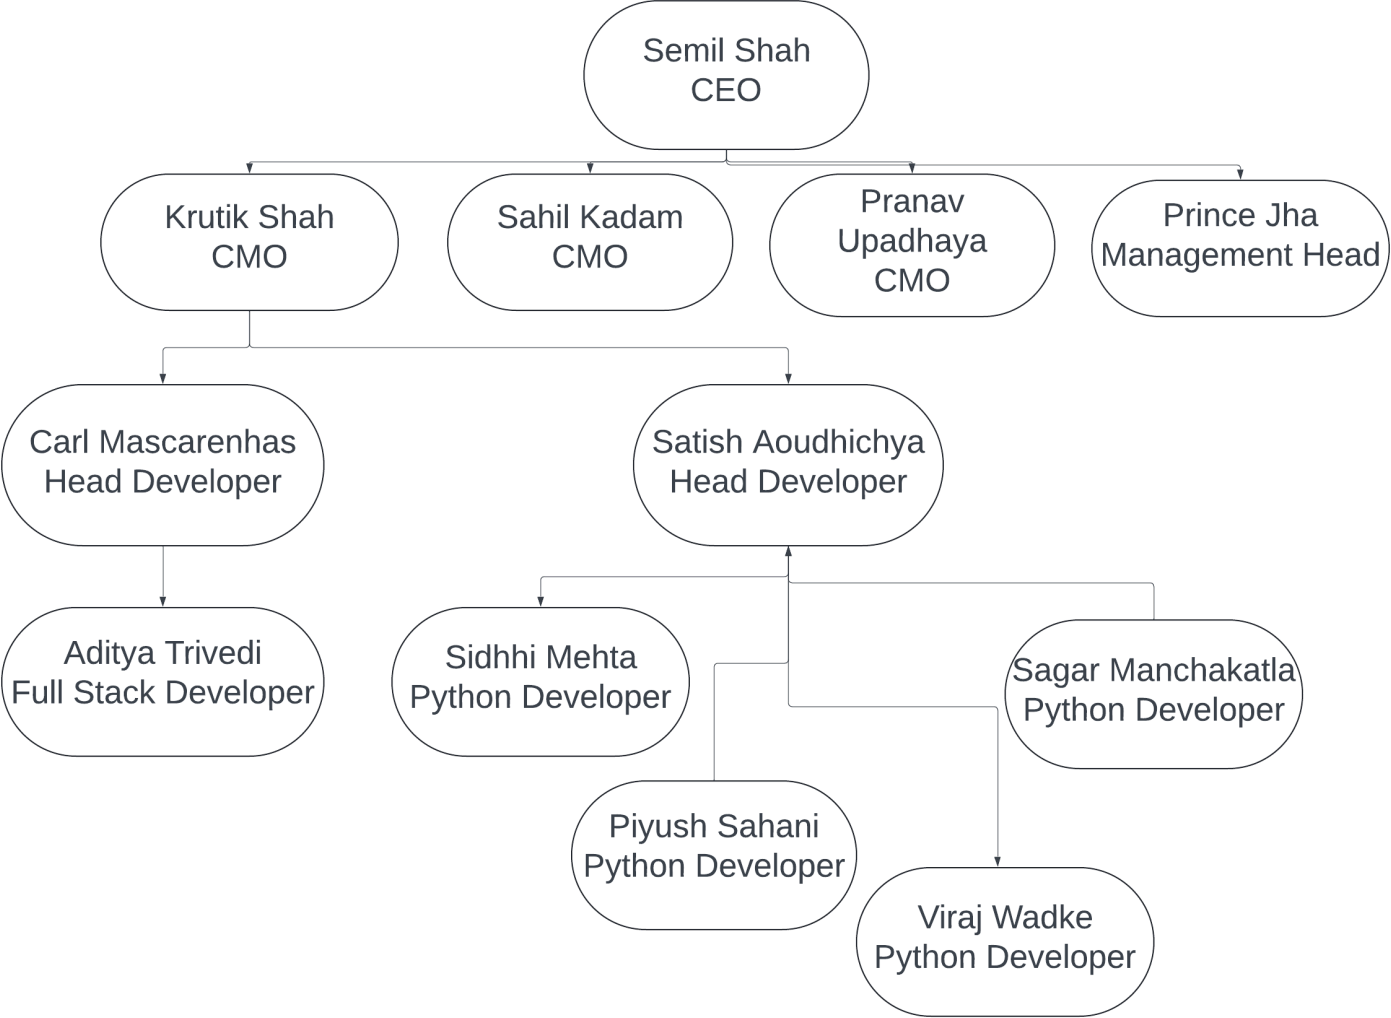 Semil Shah
CEO
Krutik Shah
CMO
Sahil Kadam
CMO
Pranav
Upadhaya
CMO
Prince Jha
Management Head
Carl Mascarenhas
Head Developer
Satish Aoudhichya
Head Developer
Aditya Trivedi
Full Stack Developer
Sidhhi Mehta
Python Developer
Sagar Manchakatla
Python Developer
Piyush Sahani
Python Developer
Viraj Wadke
Python Developer